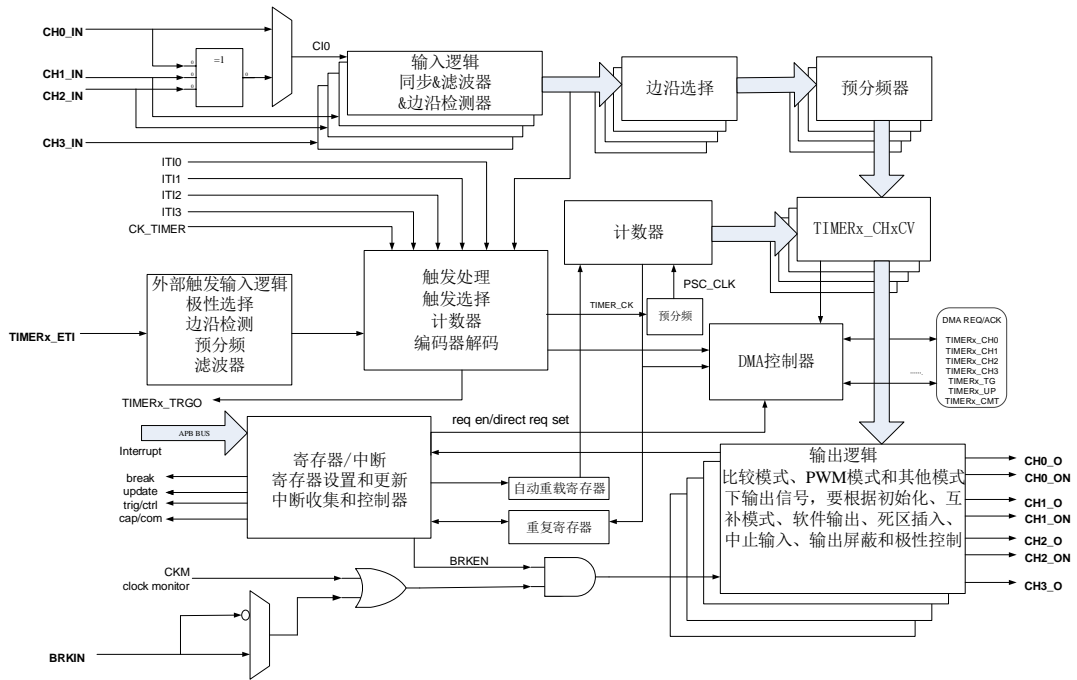 CH0_IN
CH1_IN
CH2_IN
CH3_IN
=1
CI0
输入逻辑
同步&滤波器
&边沿检测器
边沿选择
预分频器
ITI0
ITI1
ITI2
ITI3
CK_TIMER
计数器
TIMERx_CHxCV
PSC_CLK
TIMER_CK
预分频
外部触发输入逻辑
极性选择
边沿检测
预分频
滤波器
TIMERx_ETI
触发处理
触发选择
计数器
编码器解码
DMA控制器
DMA REQ/ACK
TIMERx_CH0
TIMERx_CH1
TIMERx_CH2
TIMERx_CH3
TIMERx_TG
TIMERx_UP
TIMERx_CMT
……
TIMERx_TRGO
req en/direct req set
APB BUS
Interrupt
break
update
trig/ctrl
cap/com
寄存器/中断
寄存器设置和更新
中断收集和控制器
自动重载寄存器
重复寄存器
输出逻辑
比较模式、PWM模式和其他模式
下输出信号，要根据初始化、互
补模式、软件输出、死区插入、
中止输入、输出屏蔽和极性控制
CH0_O
CH0_ON
CH1_O
CH1_ON
CH2_O
CH2_ON
CH3_O
BRKEN
CKM
clock monitor
BRKIN